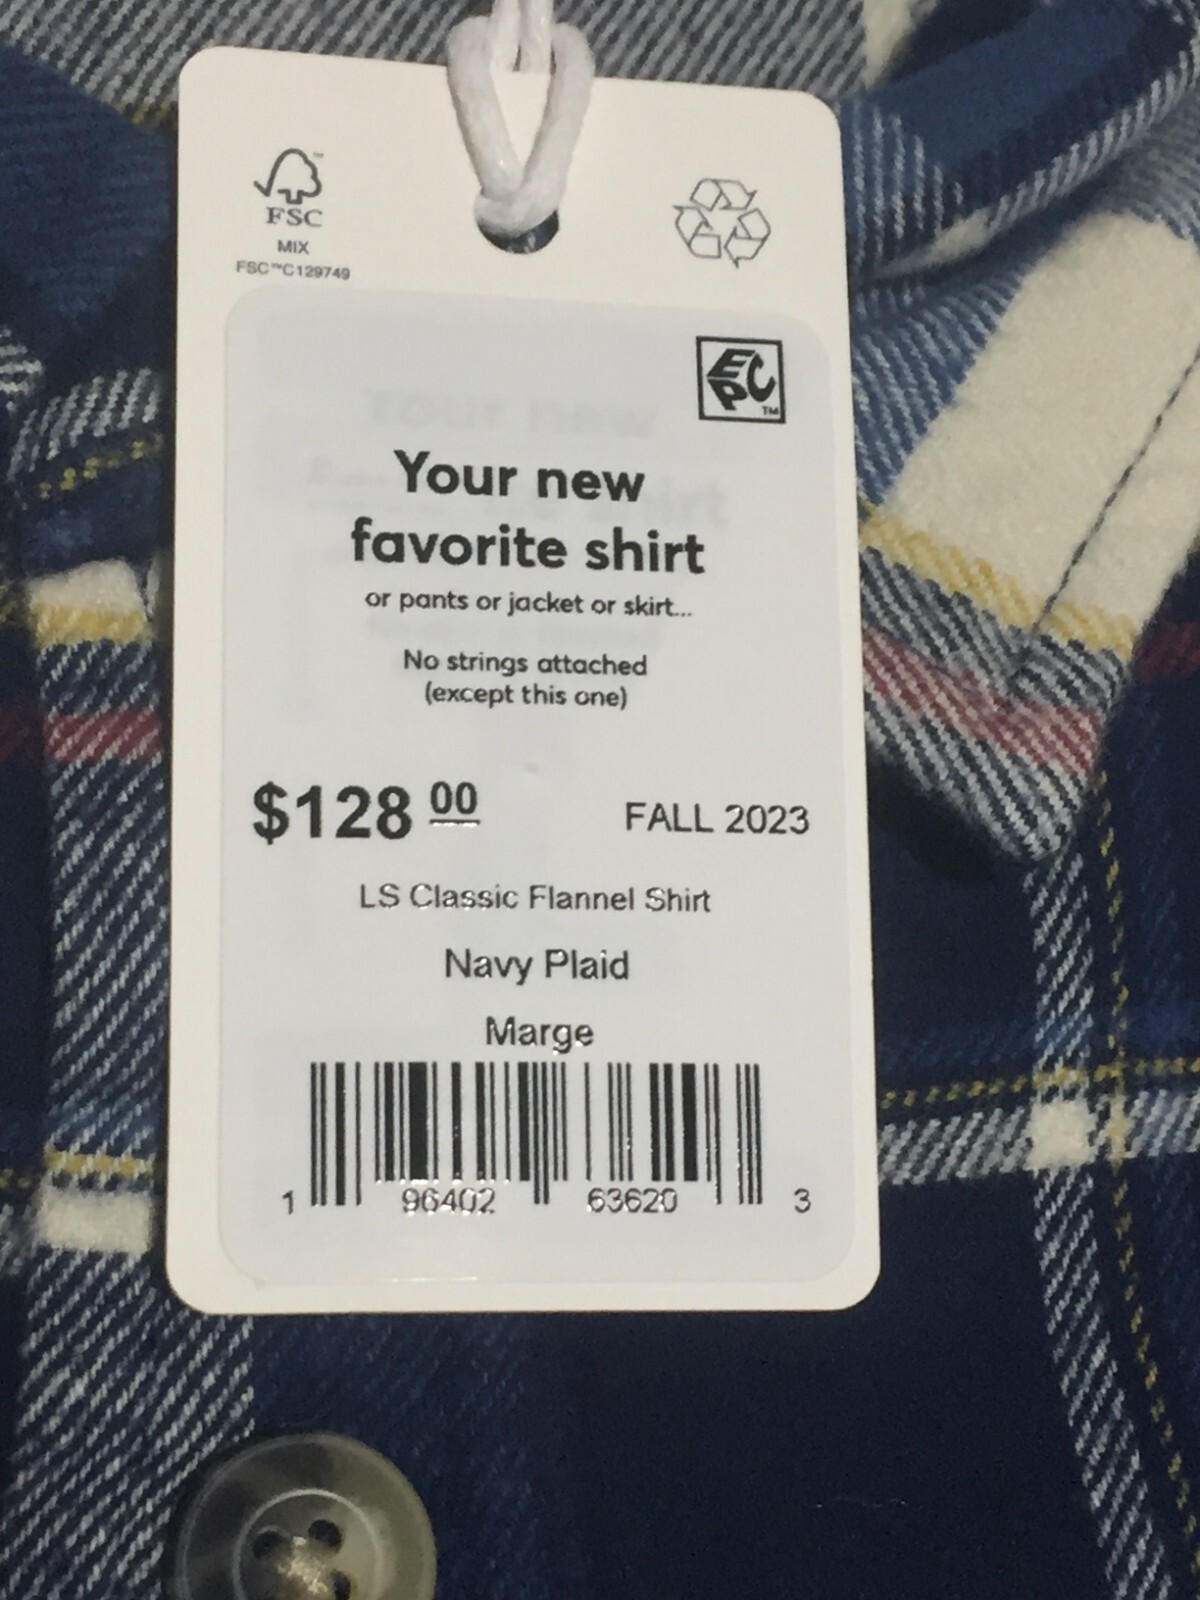 FSC
MIX
FSC™C129749
EPC™
Your new
favorite shirt
or pants or jacket or skirt...
No strings attached
(except this one)
$128 00
FALL 2023
LS Classic Flannel Shirt
Navy Plaid
Marge
1 96402 63620 3